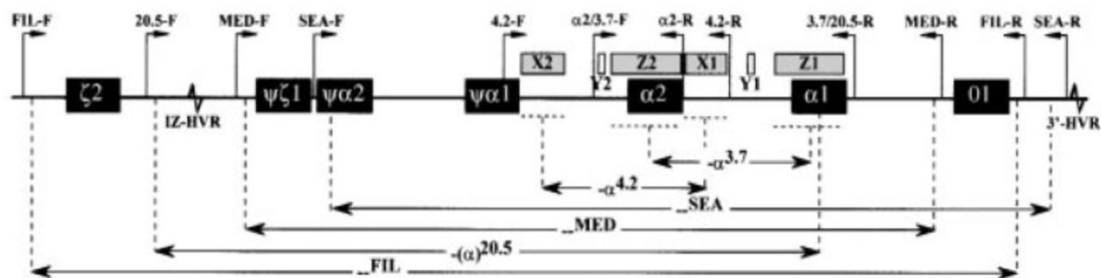 FIL-F 20.5-F MED-F SEA-F 4.2-F α2/3.7-F α2-R 4.2-R 3.7/20.5-R MED-R FIL-R SEA-R
X2 Y2 Z2 X1 Y1 Z1
ζ2 ψζ1 ψα2 ψα1 α2 α1 θ1
IZ-HVR 3'-HVR
-α3.7
-α4.2
--SEA
--MED
-(α)20.5
--FIL